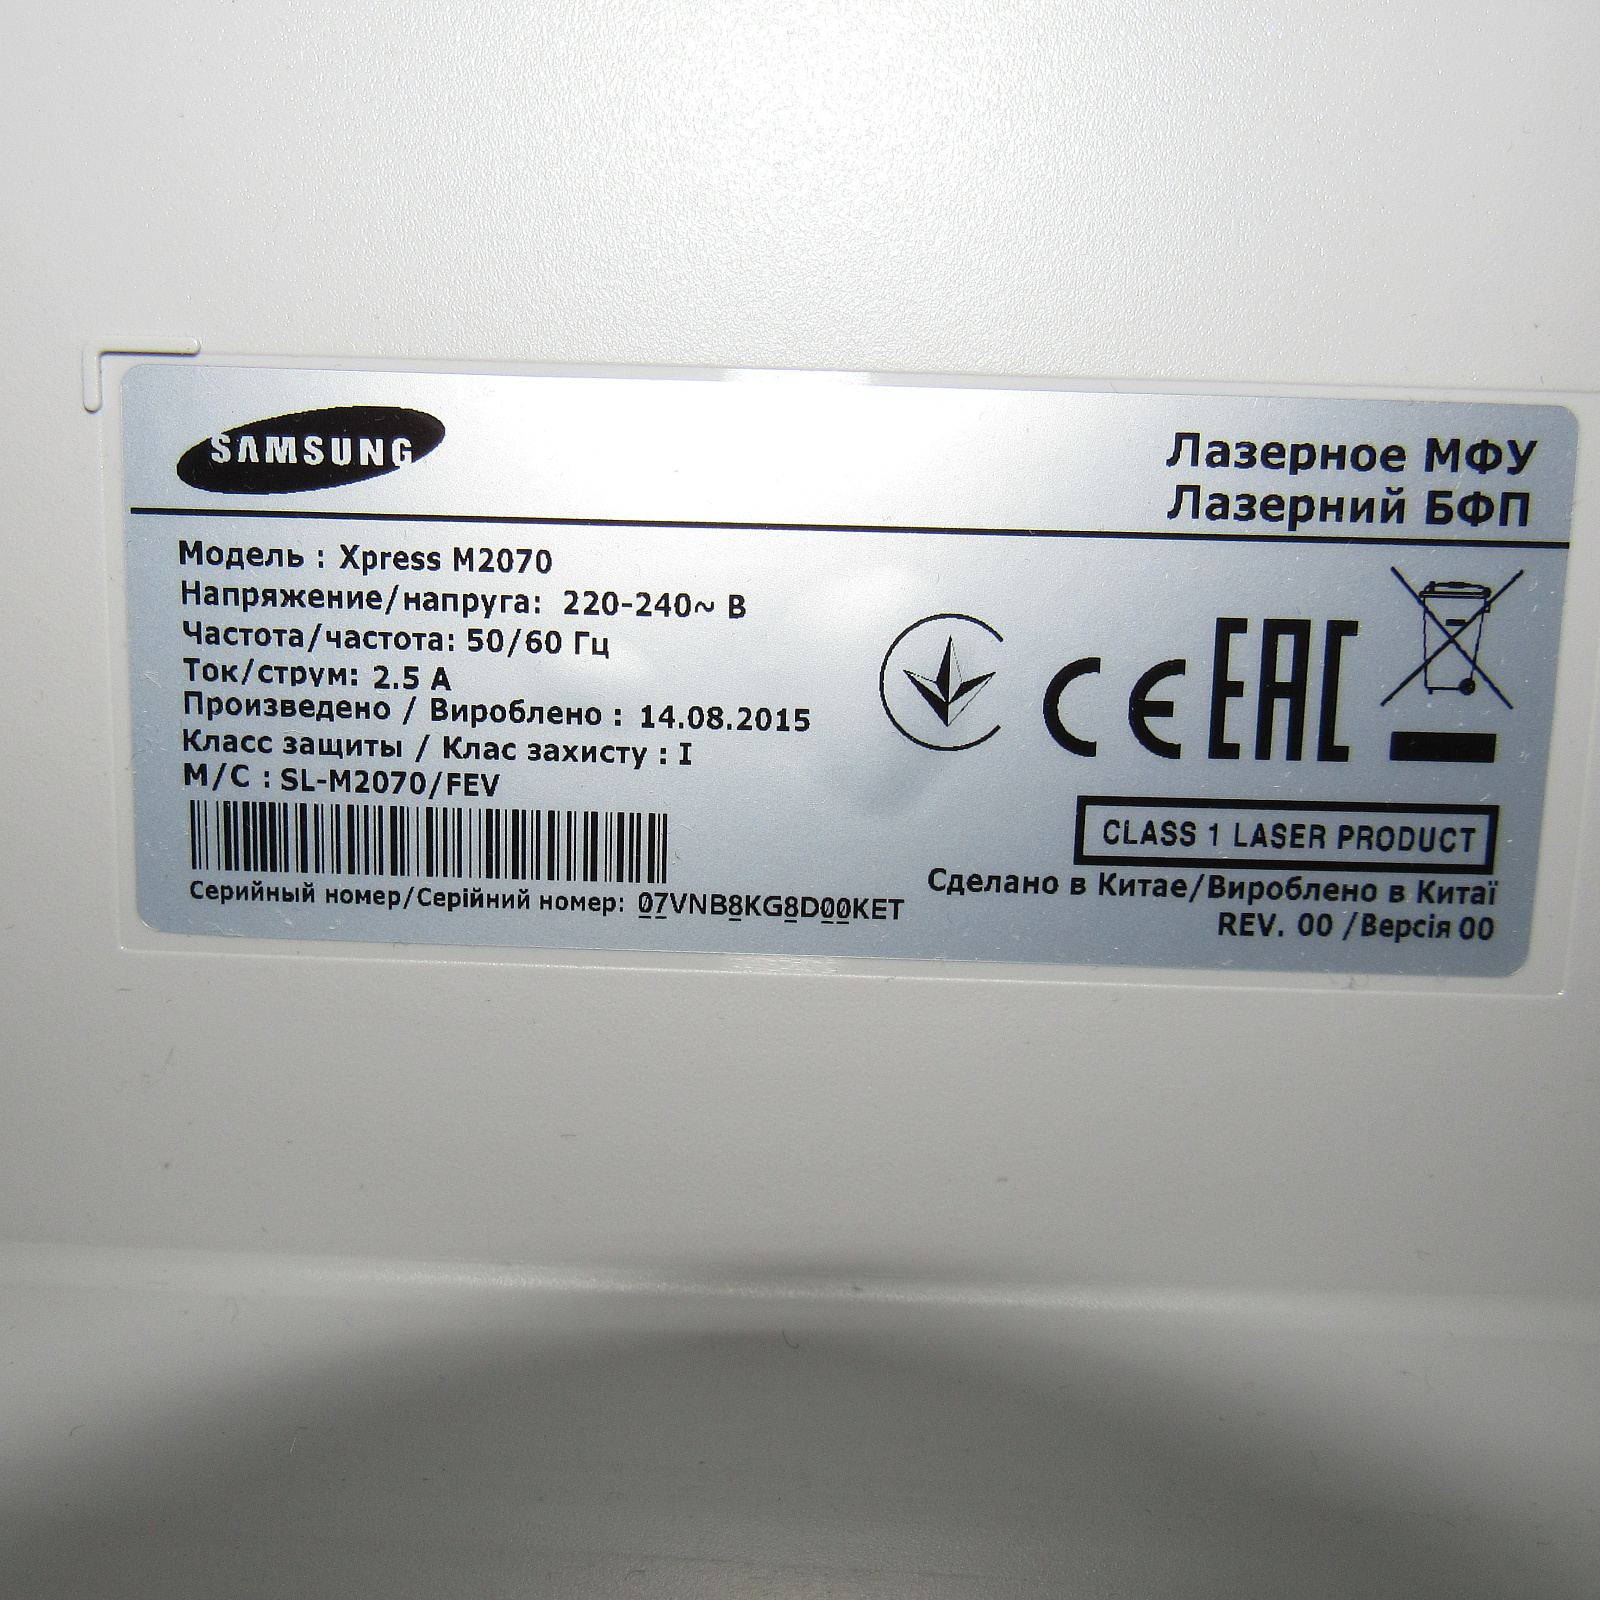 SAMSUNG
Лазерное МФУ
Лазерний БФП
Модель : Xpress M2070
Напряжение/напруга: 220-240~ В
Частота/частота: 50/60 Гц
Ток/струм: 2.5 А
Произведено / Вироблено : 14.08.2015
Класс защиты / Клас захисту : I
М/С : SL-M2070/FEV
CE EAC
CLASS 1 LASER PRODUCT
Серийный номер/Серійний номер: 07VNB8KG8D00KET
Сделано в Китае/Вироблено в Китаї
REV. 00 /Версія 00